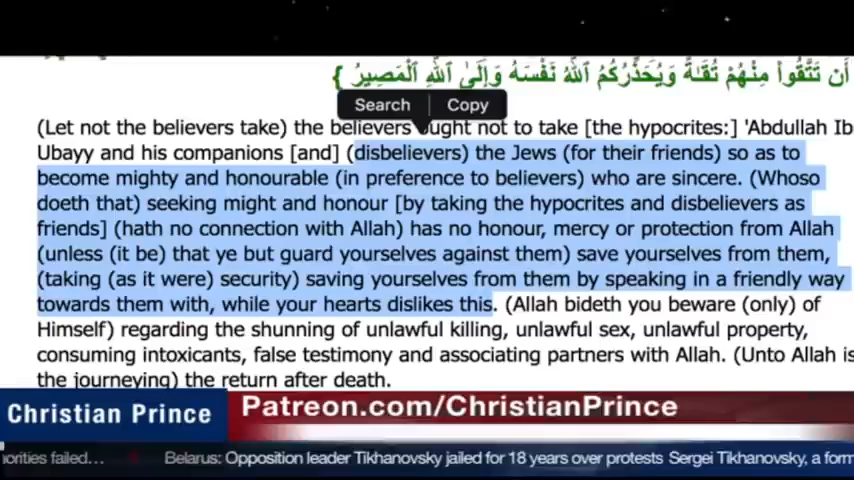 أَن تَتَّقُواْ مِنْهُمْ تُقَـٰةً وَيُحَذِّرُكُمُ ٱللَّهُ نَفْسَهُ وَإِلَىٰ ٱللَّهِ ٱلْمَصِيرُ }
Search Copy
(Let not the believers take) the believers ought not to take [the hypocrites:] 'Abdullah Ib
Ubayy and his companions [and] (disbelievers) the Jews (for their friends) so as to
become mighty and honourable (in preference to believers) who are sincere. (Whoso
doeth that) seeking might and honour [by taking the hypocrites and disbelievers as
friends] (hath no connection with Allah) has no honour, mercy or protection from Allah
(unless (it be) that ye but guard yourselves against them) save yourselves from them,
(taking (as it were) security) saving yourselves from them by speaking in a friendly way
towards them with, while your hearts dislikes this. (Allah bideth you beware (only) of
Himself) regarding the shunning of unlawful killing, unlawful sex, unlawful property,
consuming intoxicants, false testimony and associating partners with Allah. (Unto Allah is
the journeying) the return after death.
Christian Prince
Patreon.com/ChristianPrince
orities failed... Belarus: Opposition leader Tikhanovsky jailed for 18 years over protests Sergei Tikhanovsky, a form